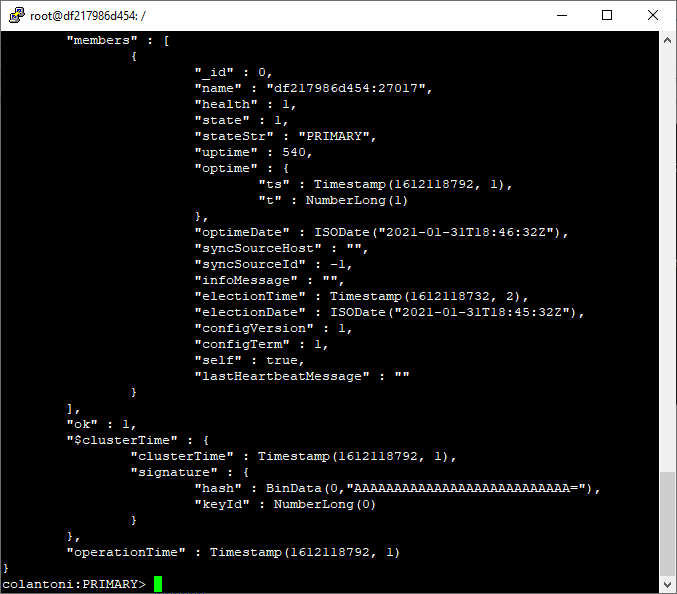 root@df217986d454: /
"members" : [
{
"_id" : 0,
"name" : "df217986d454:27017",
"health" : 1,
"state" : 1,
"stateStr" : "PRIMARY",
"uptime" : 540,
"optime" : {
"ts" : Timestamp(1612118792, 1),
"t" : NumberLong(1)
},
"optimeDate" : ISODate("2021-01-31T18:46:32Z"),
"syncSourceHost" : "",
"syncSourceId" : -1,
"infoMessage" : "",
"electionTime" : Timestamp(1612118732, 2),
"electionDate" : ISODate("2021-01-31T18:45:32Z"),
"configVersion" : 1,
"configTerm" : 1,
"self" : true,
"lastHeartbeatMessage" : ""
}
],
"ok" : 1,
"$clusterTime" : {
"clusterTime" : Timestamp(1612118792, 1),
"signature" : {
"hash" : BinData(0,"AAAAAAAAAAAAAAAAAAAAAAAAAAA="),
"keyId" : NumberLong(0)
}
},
"operationTime" : Timestamp(1612118792, 1)
}
colantoni:PRIMARY>